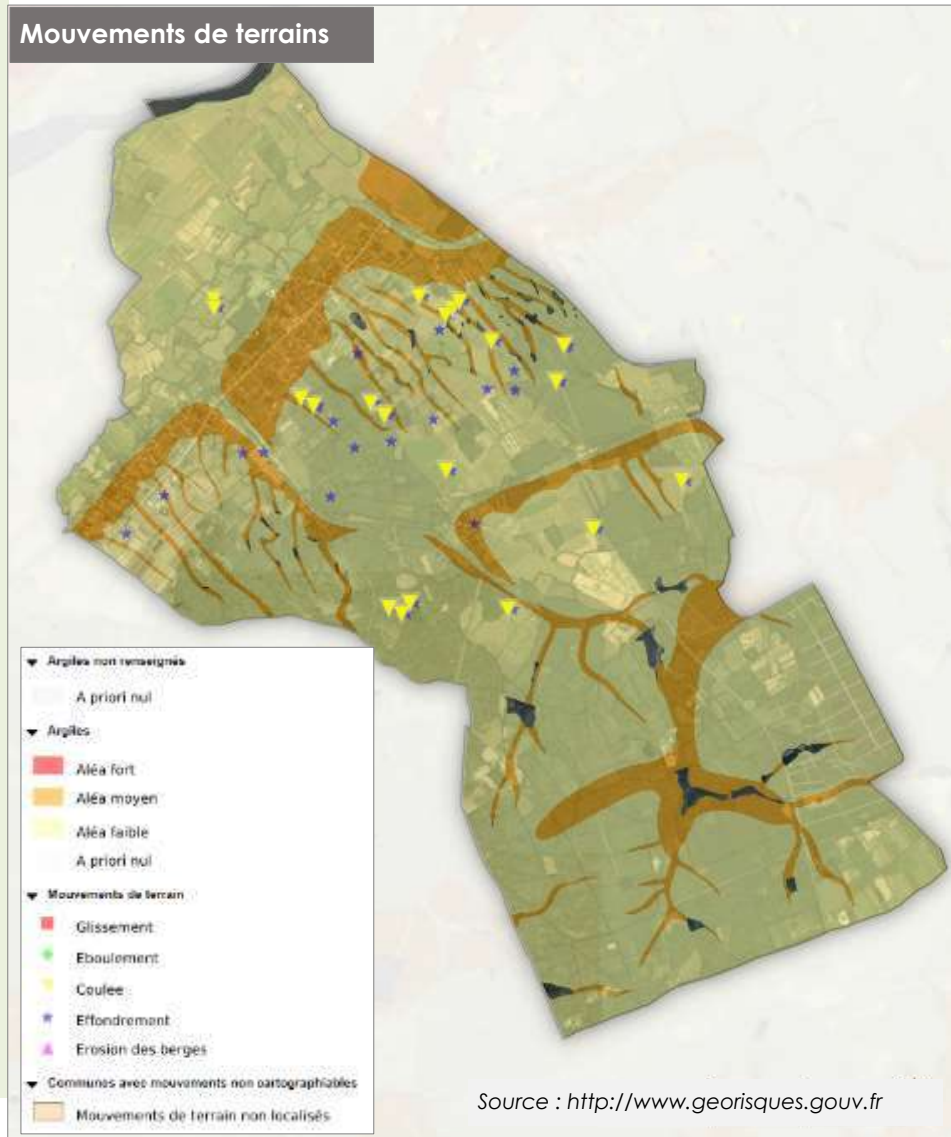 Mouvements de terrains
Argiles non renseignés
A priori nul
Argiles
Aléa fort
Aléa moyen
Aléa faible
A priori nul
Mouvements de terrain
Glissement
Eboulement
Coulee
Effondrement
Erosion des berges
Communes avec mouvements non cartographiables
Mouvements de terrain non localisés
Source : http://www.georisques.gouv.fr